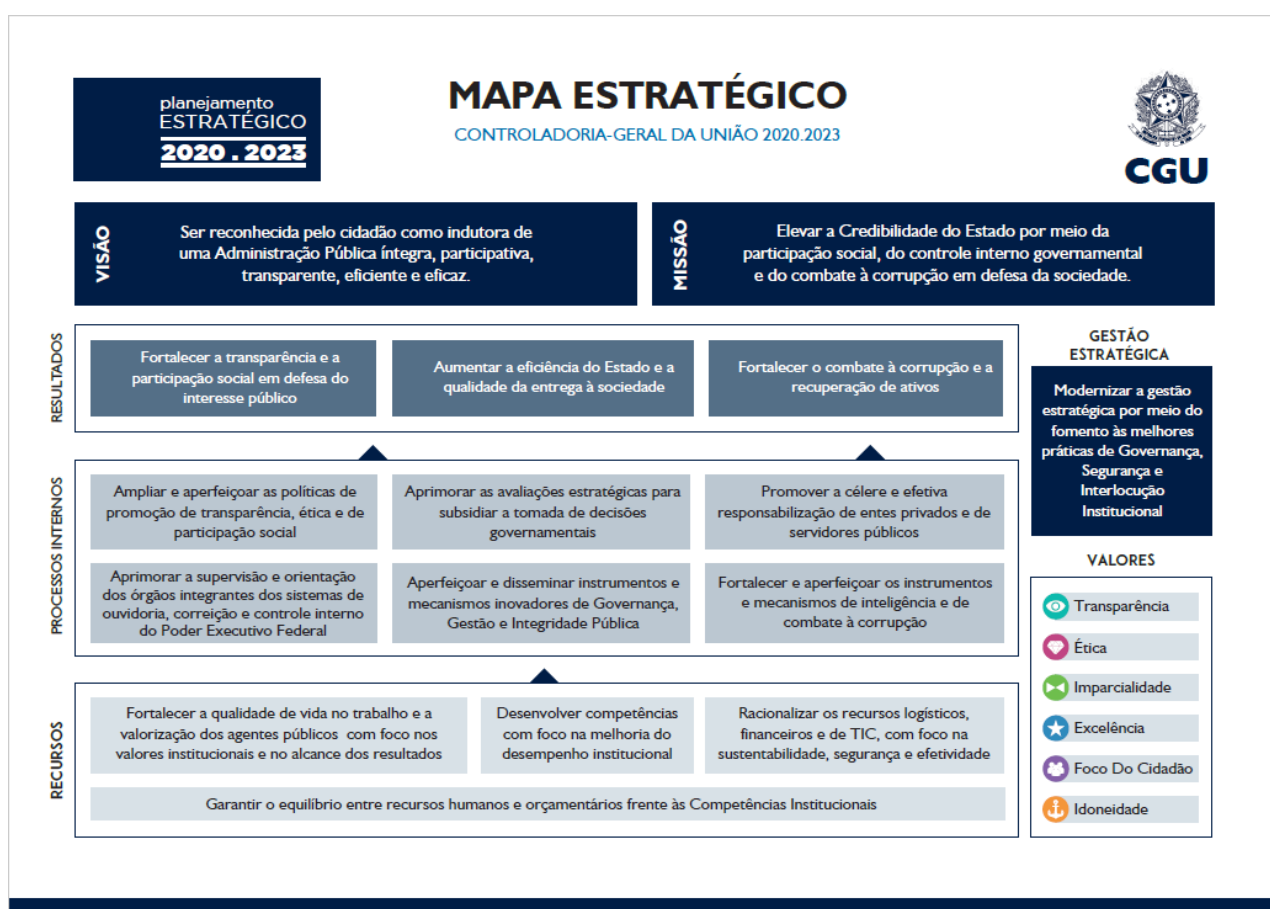 planejamento
ESTRATÉGICO
2020 . 2023
MAPA ESTRATÉGICO
CONTROLADORIA-GERAL DA UNIÃO 2020.2023
CGU
VISÃO
Ser reconhecida pelo cidadão como indutora de
uma Administração Pública íntegra, participativa,
transparente, eficiente e eficaz.
MISSÃO
Elevar a Credibilidade do Estado por meio da
participação social, do controle interno governamental
e do combate à corrupção em defesa da sociedade.
RESULTADOS
Fortalecer a transparência e a
participação social em defesa do
interesse público
Aumentar a eficiência do Estado e a
qualidade da entrega à sociedade
Fortalecer o combate à corrupção e a
recuperação de ativos
GESTÃO
ESTRATÉGICA
Modernizar a gestão
estratégica por meio do
fomento às melhores
práticas de Governança,
Segurança e
Interlocução
Institucional
PROCESSOS INTERNOS
Ampliar e aperfeiçoar as políticas de
promoção de transparência, ética e de
participação social
Aprimorar as avaliações estratégicas para
subsidiar a tomada de decisões
governamentais
Promover a célere e efetiva
responsabilização de entes privados e de
servidores públicos
Aprimorar a supervisão e orientação
dos órgãos integrantes dos sistemas de
ouvidoria, correição e controle interno
do Poder Executivo Federal
Aperfeiçoar e disseminar instrumentos e
mecanismos inovadores de Governança,
Gestão e Integridade Pública
Fortalecer e aperfeiçoar os instrumentos
e mecanismos de inteligência e de
combate à corrupção
VALORES
Transparência
Ética
Imparcialidade
Excelência
Foco Do Cidadão
Idoneidade
RECURSOS
Fortalecer a qualidade de vida no trabalho e a
valorização dos agentes públicos com foco nos
valores institucionais e no alcance dos resultados
Desenvolver competências
com foco na melhoria do
desempenho institucional
Racionalizar os recursos logísticos,
financeiros e de TIC, com foco na
sustentabilidade, segurança e efetividade
Garantir o equilíbrio entre recursos humanos e orçamentários frente às Competências Institucionais